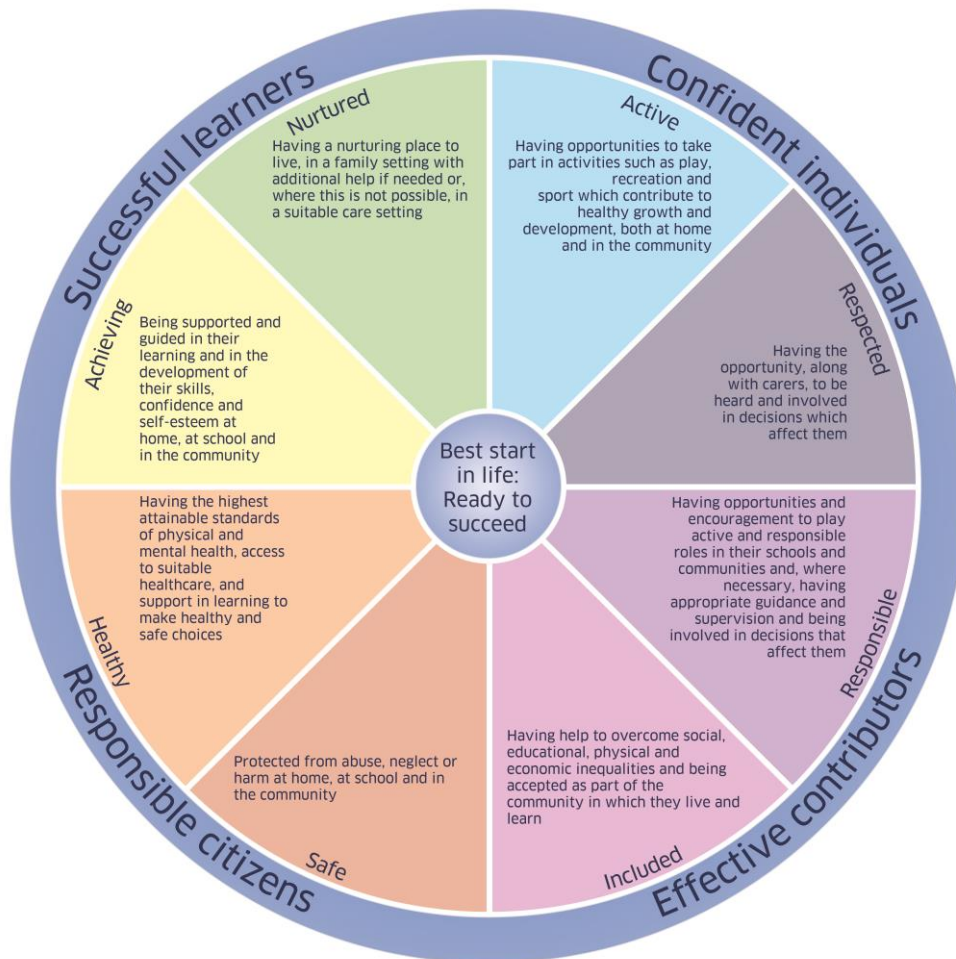 Successful learners
Confident individuals
Nurtured
Having a nurturing place to
live, in a family setting with
additional help if needed or,
where this is not possible, in
a suitable care setting
Active
Having opportunities to take
part in activities such as play,
recreation and
sport which contribute to
healthy growth and
development, both at home
and in the community
Achieving
Being supported and
guided in their
learning and in the
development of
their skills,
confidence and
self-esteem at
home, at school and
in the community
Respected
Having the
opportunity, along
with carers, to be
heard and involved
in decisions which
affect them
Best start
in life:
Ready to
succeed
Healthy
Having the highest
attainable standards
of physical and
mental health, access
to suitable
healthcare, and
support in learning to
make healthy and
safe choices
Responsible
Having opportunities and
encouragement to play
active and responsible
roles in their schools and
communities and, where
necessary, having
appropriate guidance and
supervision and being
involved in decisions that
affect them
Protected from abuse, neglect or
harm at home, at school and in
the community
Safe
Having help to overcome social,
educational, physical and
economic inequalities and being
accepted as part of the
community in which they live and
learn
Included
Responsible citizens
Effective contributors